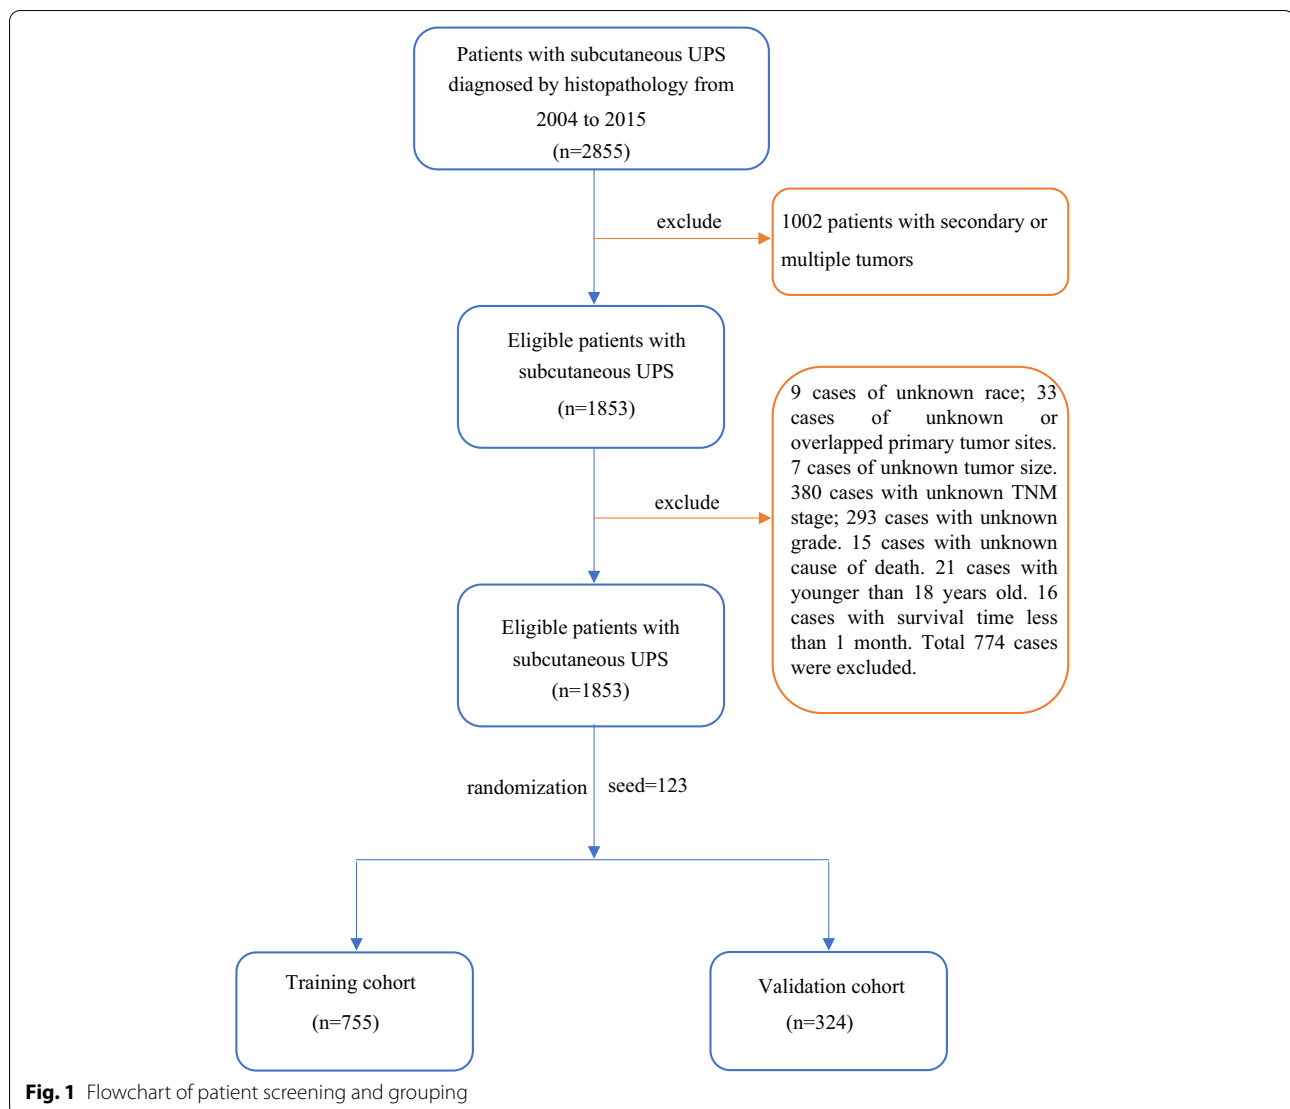 Patients with subcutaneous UPS
diagnosed by histopathology from
2004 to 2015
(n=2855)
exclude
1002 patients with secondary or
multiple tumors
Eligible patients with
subcutaneous UPS
(n=1853)
exclude
9 cases of unknown race; 33
cases of unknown or
overlapped primary tumor sites.
7 cases of unknown tumor size.
380 cases with unknown TNM
stage; 293 cases with unknown
grade. 15 cases with unknown
cause of death. 21 cases with
younger than 18 years old. 16
cases with survival time less
than 1 month. Total 774 cases
were excluded.
Eligible patients with
subcutaneous UPS
(n=1853)
randomization seed=123
Training cohort
(n=755)
Validation cohort
(n=324)
Fig. 1 Flowchart of patient screening and grouping